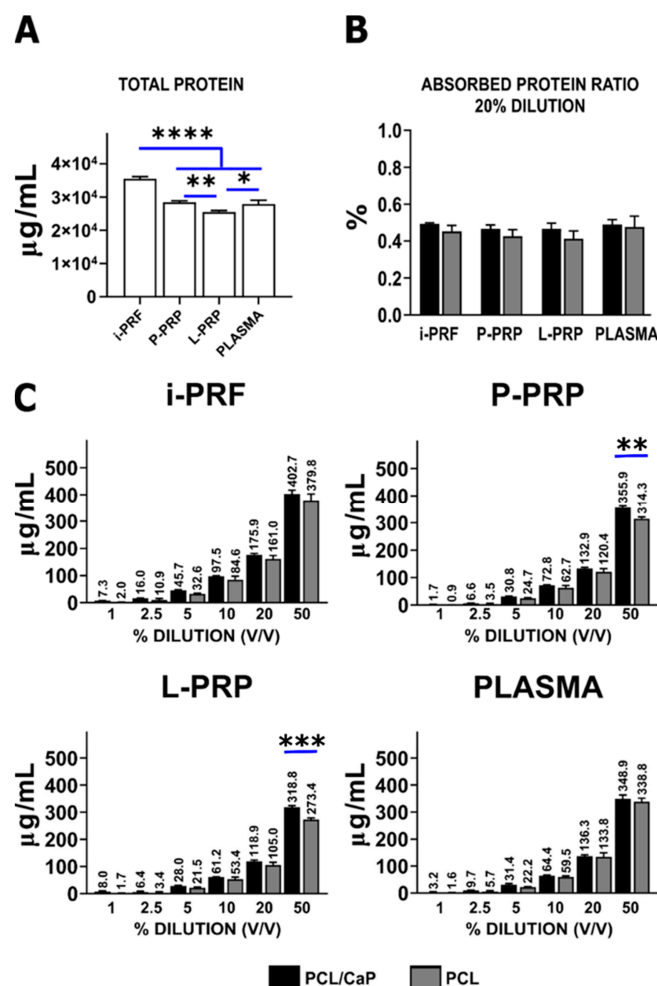 A
B
TOTAL PROTEIN
ABSORBED PROTEIN RATIO
20% DILUTION
µg/mL
4×10⁴
3×10⁴
2×10⁴
1×10⁴
0
****
**
*
i-PRF
P-PRP
L-PRP
PLASMA
%
1.0
0.8
0.6
0.4
0.2
0.0
i-PRF
P-PRP
L-PRP
PLASMA
C
i-PRF
µg/mL
500
400
300
200
100
0
7.3
2.0
16.0
10.9
45.7
32.6
97.5
84.6
175.9
161.0
402.7
379.8
1 2.5 5 10 20 50
% DILUTION (V/V)
P-PRP
µg/mL
500
400
300
200
100
0
**
1.7
0.9
6.6
3.5
30.8
24.7
72.8
62.7
132.9
120.4
355.9
314.3
1 2.5 5 10 20 50
% DILUTION (V/V)
L-PRP
µg/mL
500
400
300
200
100
0
***
8.0
1.7
6.4
3.4
28.0
21.5
61.2
53.4
118.9
105.0
318.8
273.4
1 2.5 5 10 20 50
% DILUTION (V/V)
PLASMA
µg/mL
500
400
300
200
100
0
3.2
1.6
9.7
5.7
31.4
22.2
64.4
59.5
136.3
133.8
348.9
338.8
1 2.5 5 10 20 50
% DILUTION (V/V)
PCL/CaP PCL